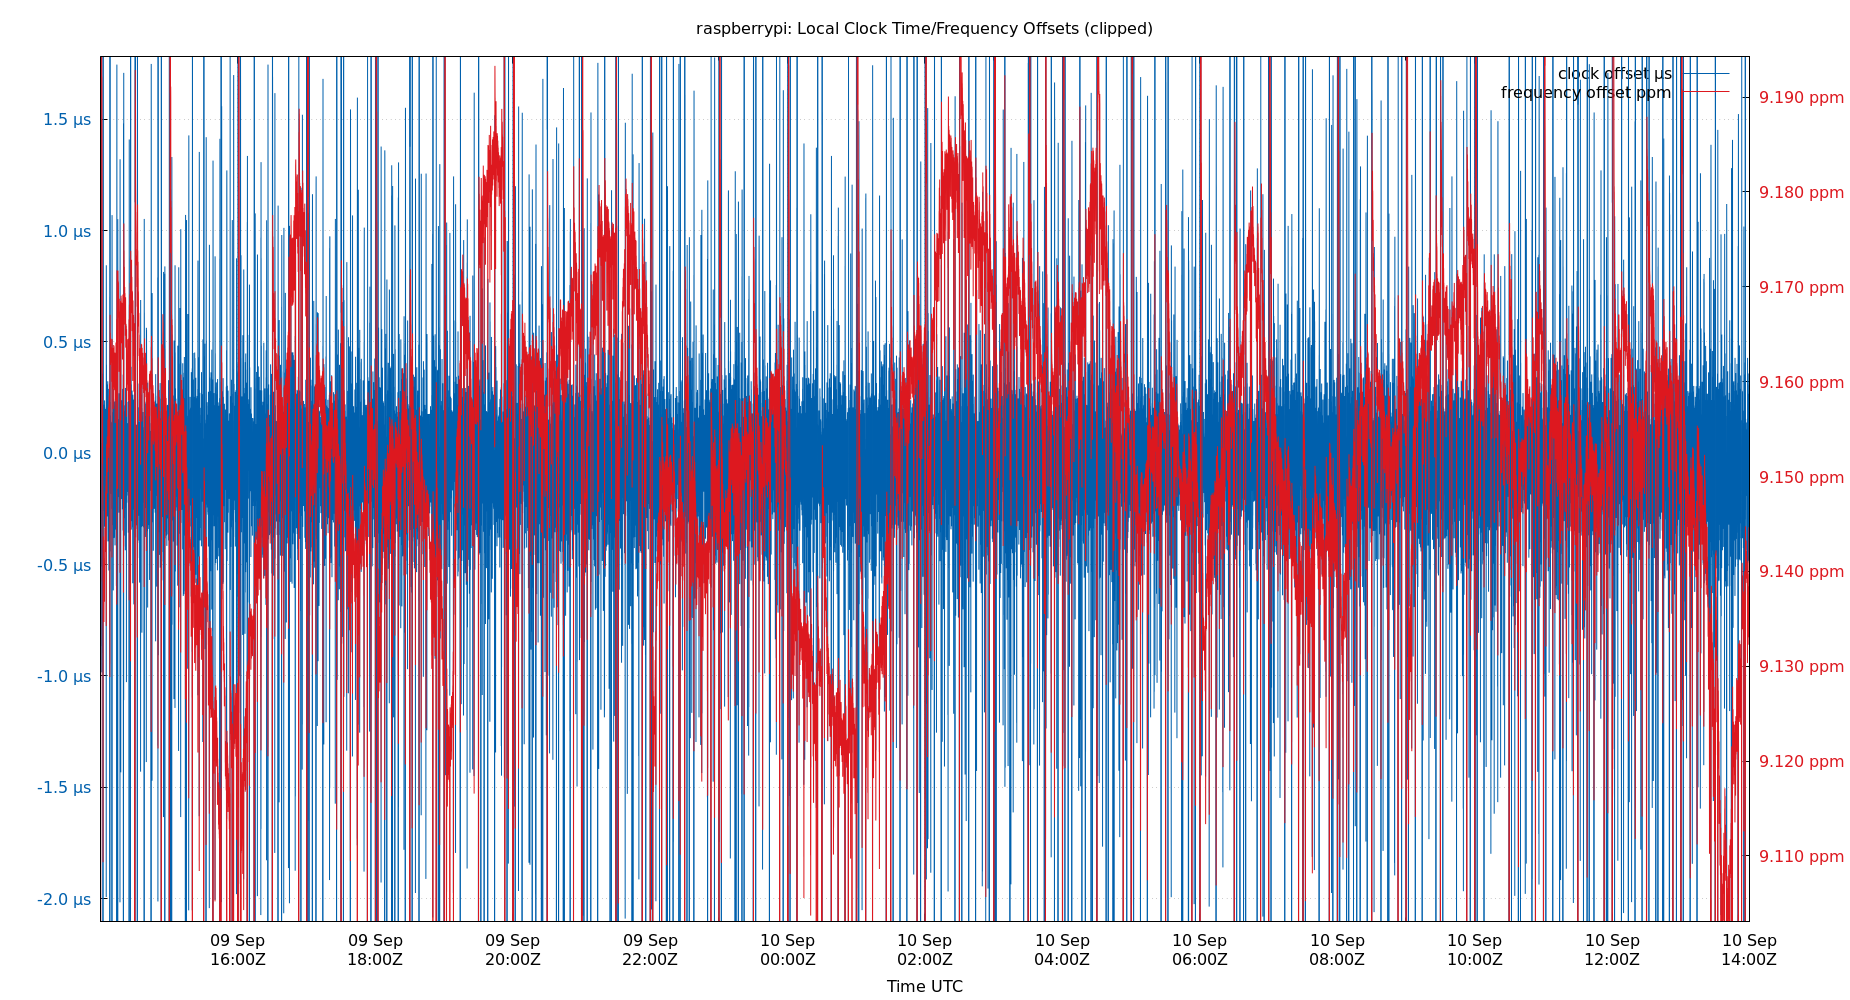 raspberrypi: Local Clock Time/Frequency Offsets (clipped)
clock offset µs
frequency offset ppm
1.5 µs
1.0 µs
0.5 µs
0.0 µs
-0.5 µs
-1.0 µs
-1.5 µs
-2.0 µs
9.190 ppm
9.180 ppm
9.170 ppm
9.160 ppm
9.150 ppm
9.140 ppm
9.130 ppm
9.120 ppm
9.110 ppm
09 Sep 09 Sep 09 Sep 09 Sep 10 Sep 10 Sep 10 Sep 10 Sep 10 Sep 10 Sep 10 Sep 10 Sep
16:00Z 18:00Z 20:00Z 22:00Z 00:00Z 02:00Z 04:00Z 06:00Z 08:00Z 10:00Z 12:00Z 14:00Z
Time UTC